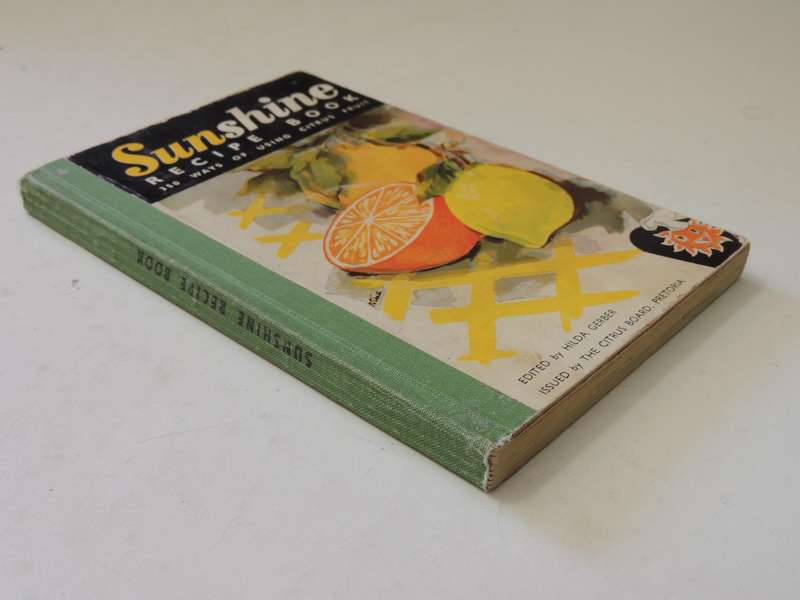 Sunshine
RECIPE BOOK
350 WAYS OF USING CITRUS FRUIT
EDITED by HILDA GERBER
ISSUED by THE CITRUS BOARD, PRETORIA
SUNSHINE RECIPE BOOK